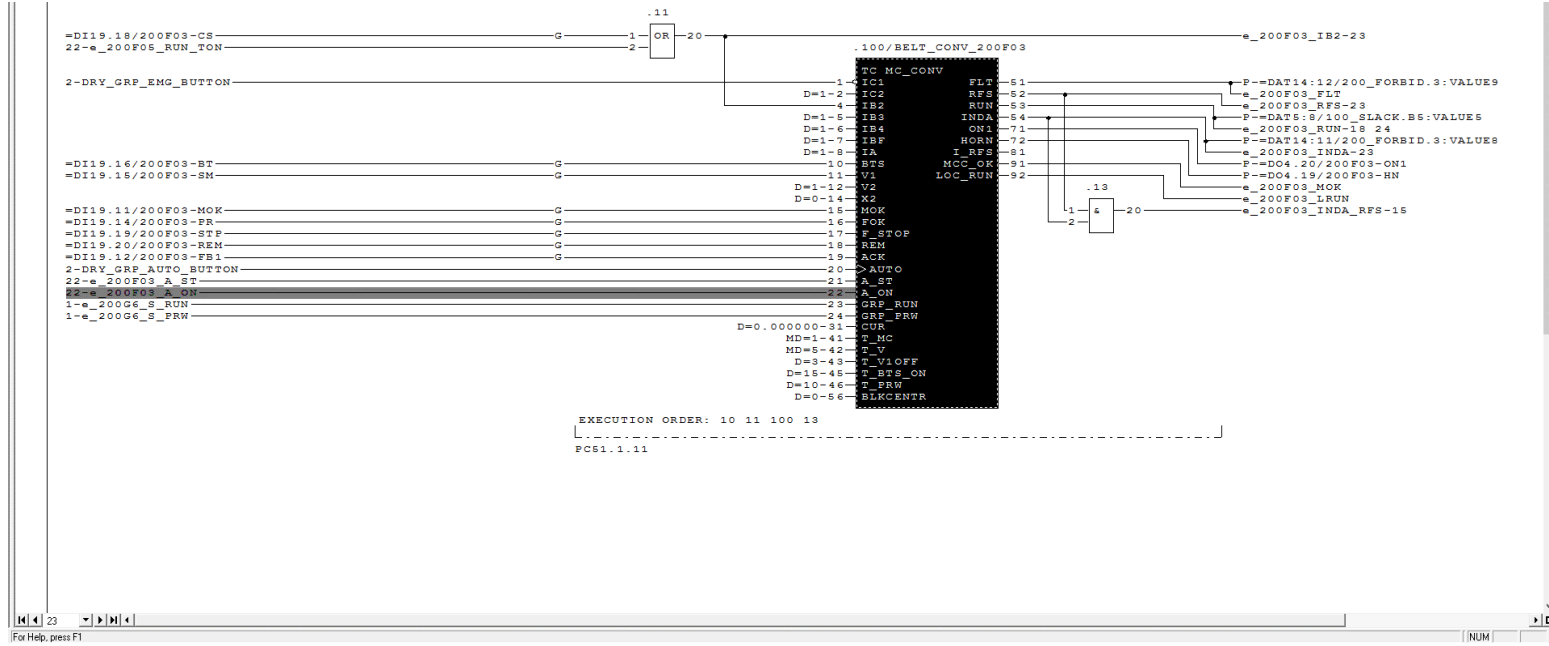 .11
=DI19.18/200F03-CS G 1 OR 20 e_200F03_IB2-23
22-e_200F05_RUN_TON 2
.100/BELT_CONV_200F03
TC MC_CONV
2-DRY_GRP_EMG_BUTTON 1 IC1 FLT 51 P-=DAT14:12/200_FORBID.3:VALUE9
D=1-2 IC2 RFS 52 e_200F03_FLT
4 IB2 RUN 53 e_200F03_RFS-23
D=1-5 IB3 INDA 54 P-=DAT5:8/100_SLACK.B5:VALUE5
D=1-6 IB4 ON1 71 e_200F03_RUN-18 24
D=1-7 IBF HORN 72 P-=DAT14:11/200_FORBID.3:VALUE8
D=1-8 IA I_RFS 81 e_200F03_INDA-23
=DI19.16/200F03-BT G 10 BTS MCC_OK 91 P-=DO4.20/200F03-ON1
=DI19.15/200F03-SM G 11 V1 LOC_RUN 92 P-=DO4.19/200F03-HN
D=1-12 V2 .13 e_200F03_MOK
D=0-14 X2 e_200F03_LRUN
=DI19.11/200F03-MOK G 15 MOK 1 & 20 e_200F03_INDA_RFS-15
=DI19.14/200F03-PR G 16 FOK 2
=DI19.19/200F03-STP G 17 F_STOP
=DI19.20/200F03-REM G 18 REM
=DI19.12/200F03-FB1 G 19 ACK
2-DRY_GRP_AUTO_BUTTON 20 AUTO
22-e_200F03_A_ST 21 A_ST
22-e_200F03_A_ON 22 A_ON
1-e_200G6_S_RUN 23 GRP_RUN
1-e_200G6_S_PRW 24 GRP_PRW
D=0.000000-31 CUR
MD=1-41 T_MC
MD=5-42 T_V
D=3-43 T_V1OFF
D=15-45 T_BTS_ON
D=10-46 T_PRW
D=0-56 BLKCENTR
EXECUTION ORDER: 10 11 100 13
PC51.1.11
23
For Help, press F1 NUM